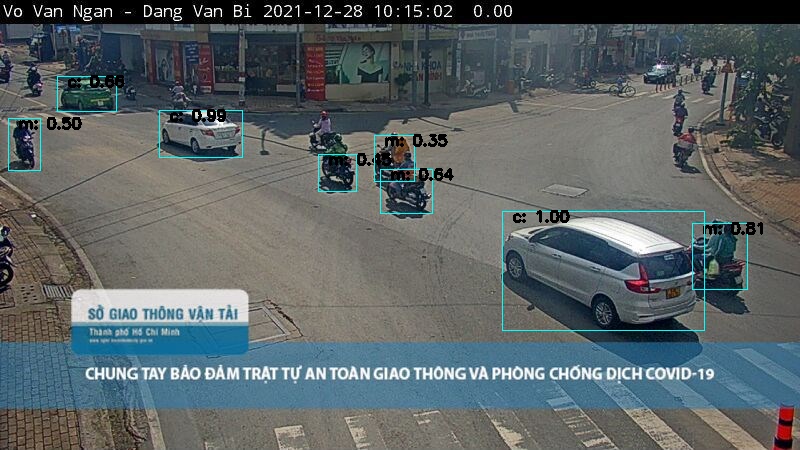 Vo Van Ngan - Dang Van Bi 2021-12-28 10:15:02 0.00
c: 0.66
c: 0.99
m: 0.50
m: 0.35
m: 0.64
c: 1.00
m: 0.81
NHA KHOA
SỞ GIAO THÔNG VẬN TẢI
Thành phố Hồ Chí Minh
CHUNG TAY BẢO ĐẢM TRẬT TỰ AN TOÀN GIAO THÔNG VÀ PHÒNG CHỐNG DỊCH COVID-19